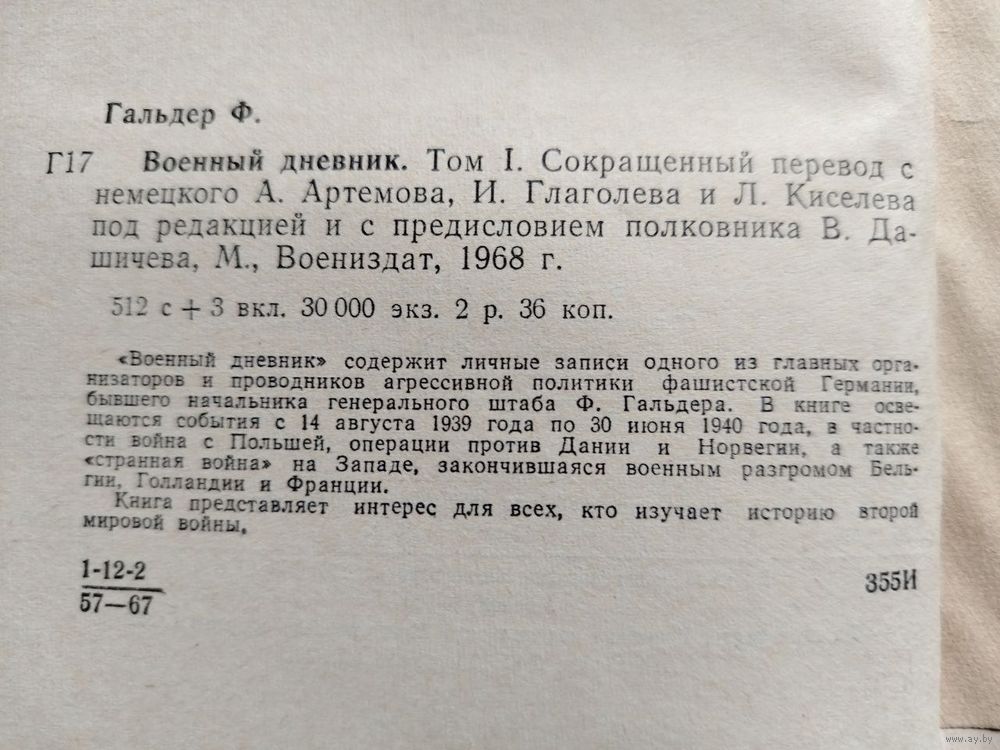 Гальдер Ф.
Г17 Военный дневник. Том I. Сокращенный перевод с
немецкого А. Артемова, И. Глаголева и Л. Киселева
под редакцией и с предисловием полковника В. Да-
шичева, М., Воениздат, 1968 г.
512 с + 3 вкл. 30 000 экз. 2 р. 36 коп.
«Военный дневник» содержит личные записи одного из главных орга-
низаторов и проводников агрессивной политики фашистской Германии,
бывшего начальника генерального штаба Ф. Гальдера. В книге осве-
щаются события с 14 августа 1939 года по 30 июня 1940 года, в частно-
сти война с Польшей, операции против Дании и Норвегии, а также
«странная война» на Западе, закончившаяся военным разгромом Бель-
гии, Голландии и Франции.
Книга представляет интерес для всех, кто изучает историю второй
мировой войны.
1-12-2
57—67
355И
www.ay.by